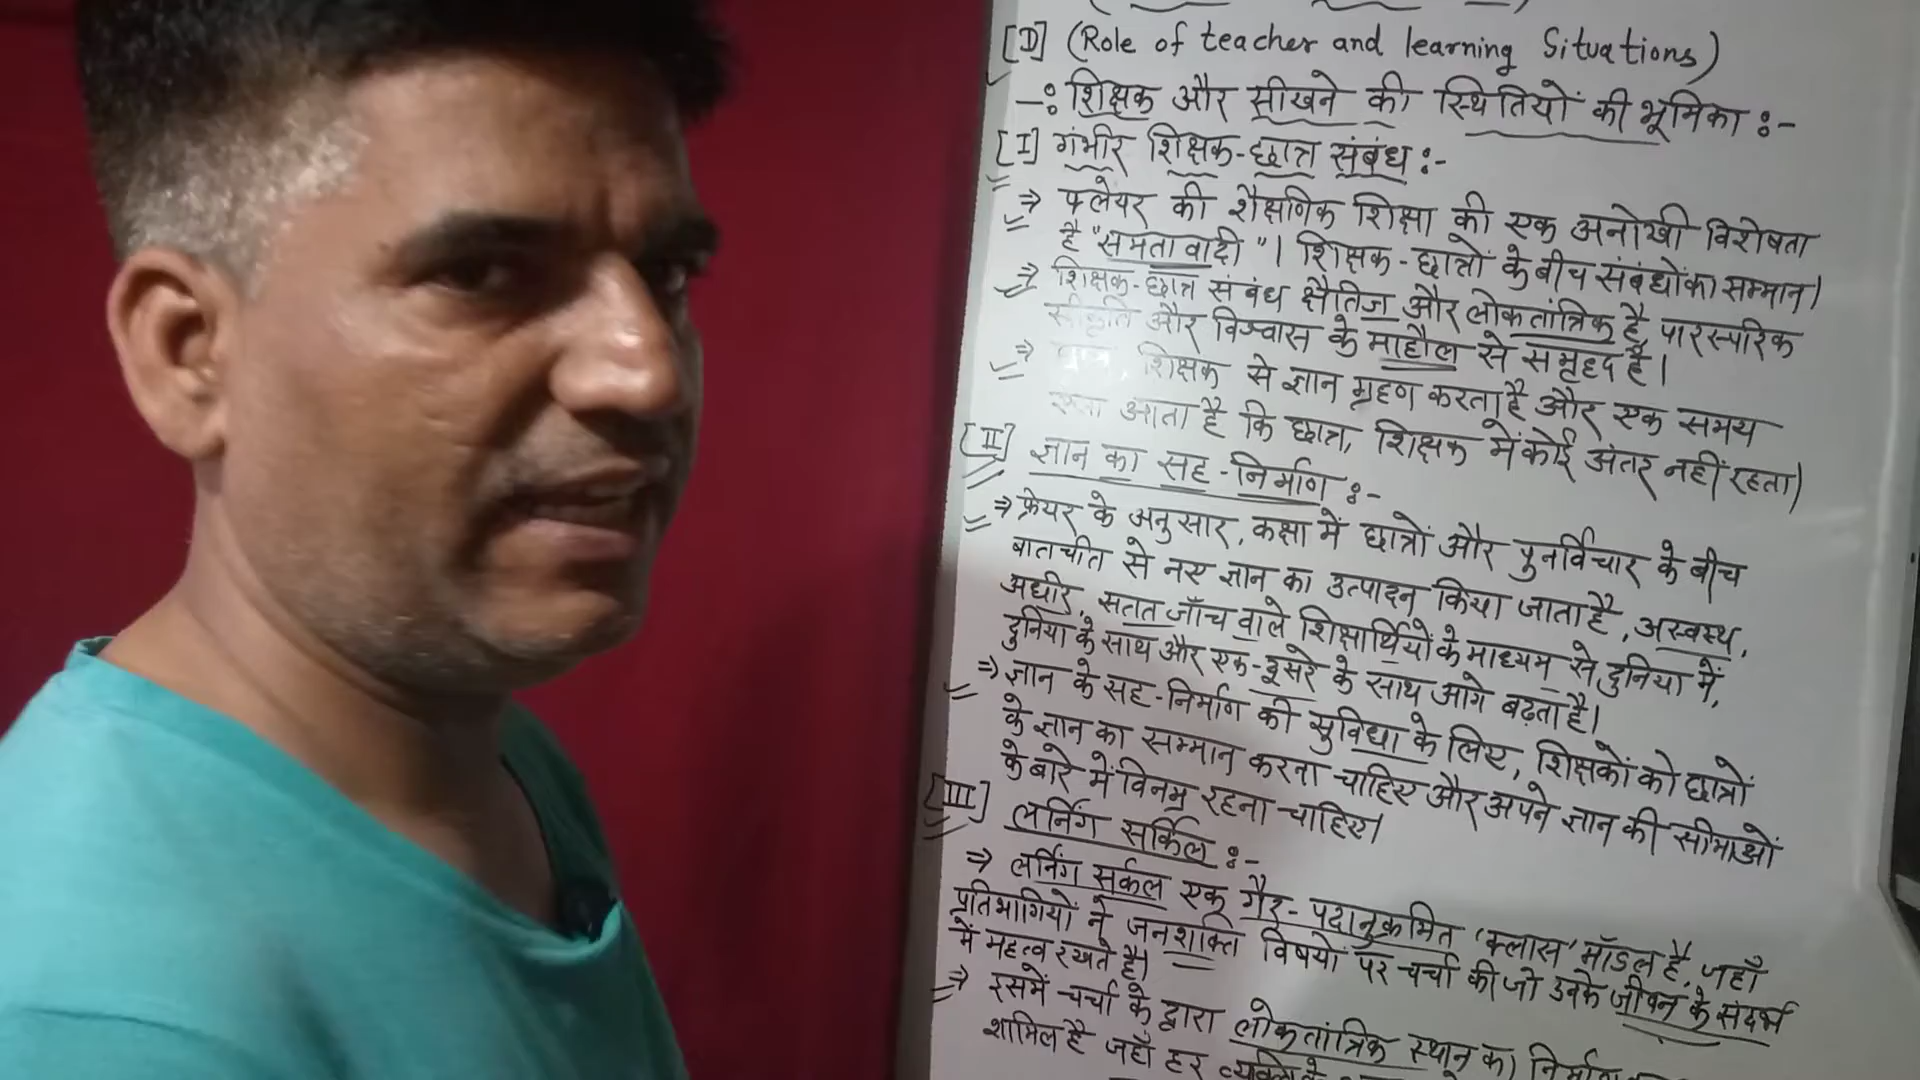 [D] (Role of teacher and learning Situations)
-: शिक्षक और सीखने की स्थितियों की भूमिका :-
[I] गंभीर शिक्षक-छात्र संबंध :-
⇒ फ्लेयर की शैक्षणिक शिक्षा की एक अनोखी विशेषता
है "समतावादी"। शिक्षक-छात्रों के बीच संबंधों का सम्मान।
⇒ शिक्षक-छात्र संबंध क्षैतिज और लोकतांत्रिक है, पारस्परिक
और विश्वास के माहौल से समृद्ध है।
⇒ शिक्षक से ज्ञान ग्रहण करता है और एक समय
आता है कि छात्र, शिक्षक में कोई अंतर नहीं रहता।
[II] ज्ञान का सह-निर्माण :-
⇒ फ्रेयर के अनुसार, कक्षा में छात्रों और पुनर्विचार के बीच
बातचीत से नए ज्ञान का उत्पादन किया जाता है, अस्वस्थ,
अधीर, सतत जाँच वाले शिक्षार्थियों के माध्यम से दुनिया में,
दुनिया के साथ और एक-दूसरे के साथ आगे बढ़ता है।
⇒ ज्ञान के सह-निर्माण की सुविधा के लिए, शिक्षकों को छात्रों
के ज्ञान का सम्मान करना चाहिए और अपने ज्ञान की सीमाओं
के बारे में विनम्र रहना चाहिए।
[III] लर्निंग सर्किल :-
⇒ लर्निंग सर्कल एक गैर-पदानुक्रमित 'क्लास' मॉडल है, जहाँ
प्रतिभागियों ने जनशक्ति विषयों पर चर्चा की जो उनके जीवन के संदर्भ
में महत्व रखते है।
⇒ इसमें चर्चा के द्वारा लोकतांत्रिक स्थान का निर्माण
शामिल है जहाँ हर